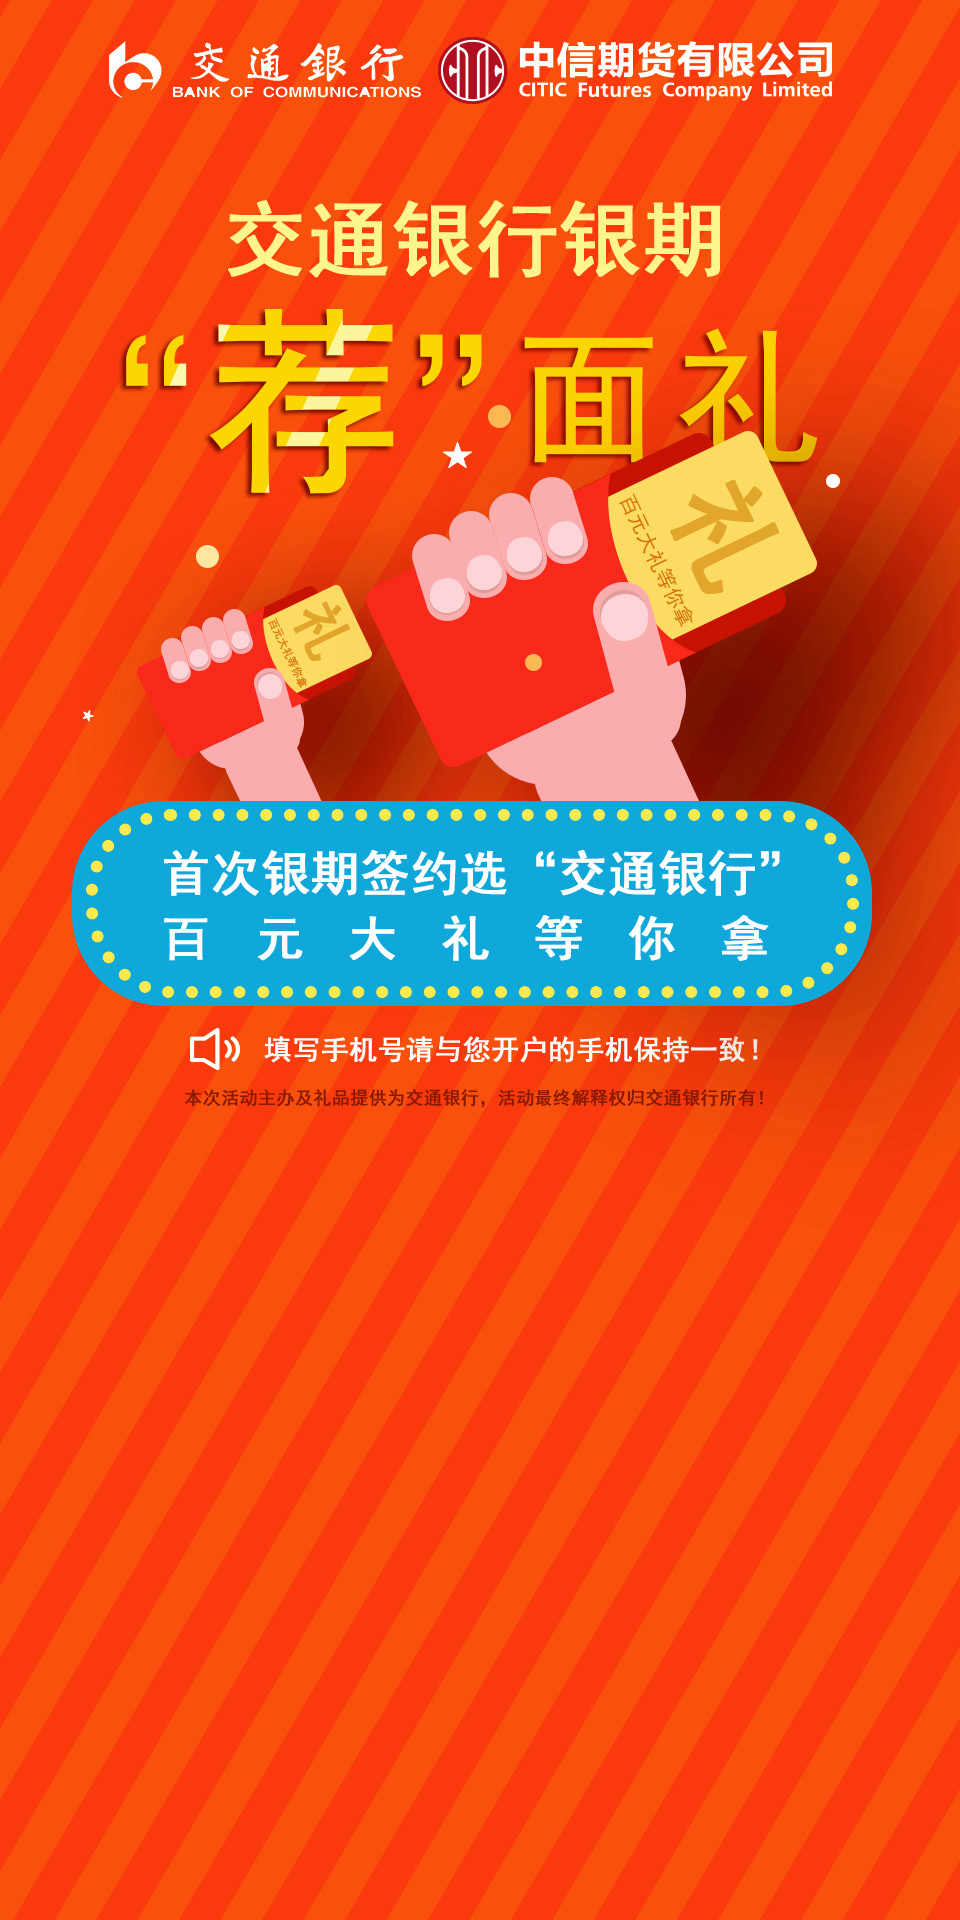 交通銀行
BANK OF COMMUNICATIONS
中信期货有限公司
CITIC Futures Company Limited
交通银行银期
“荐”面礼
礼
百元大礼等你拿
礼
百元大礼等你拿
首次银期签约选“交通银行”
百元大礼等你拿
填写手机号请与您开户的手机保持一致！
本次活动主办及礼品提供为交通银行，活动最终解释权归交通银行所有！